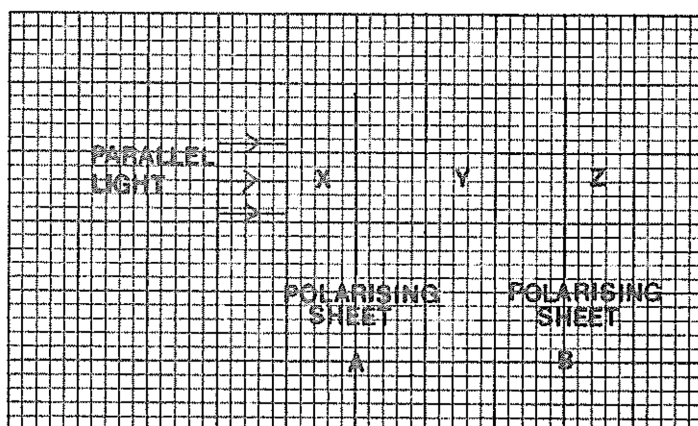 PARALLEL
LIGHT
X
Y
Z
POLARISING
SHEET
A
POLARISING
SHEET
B